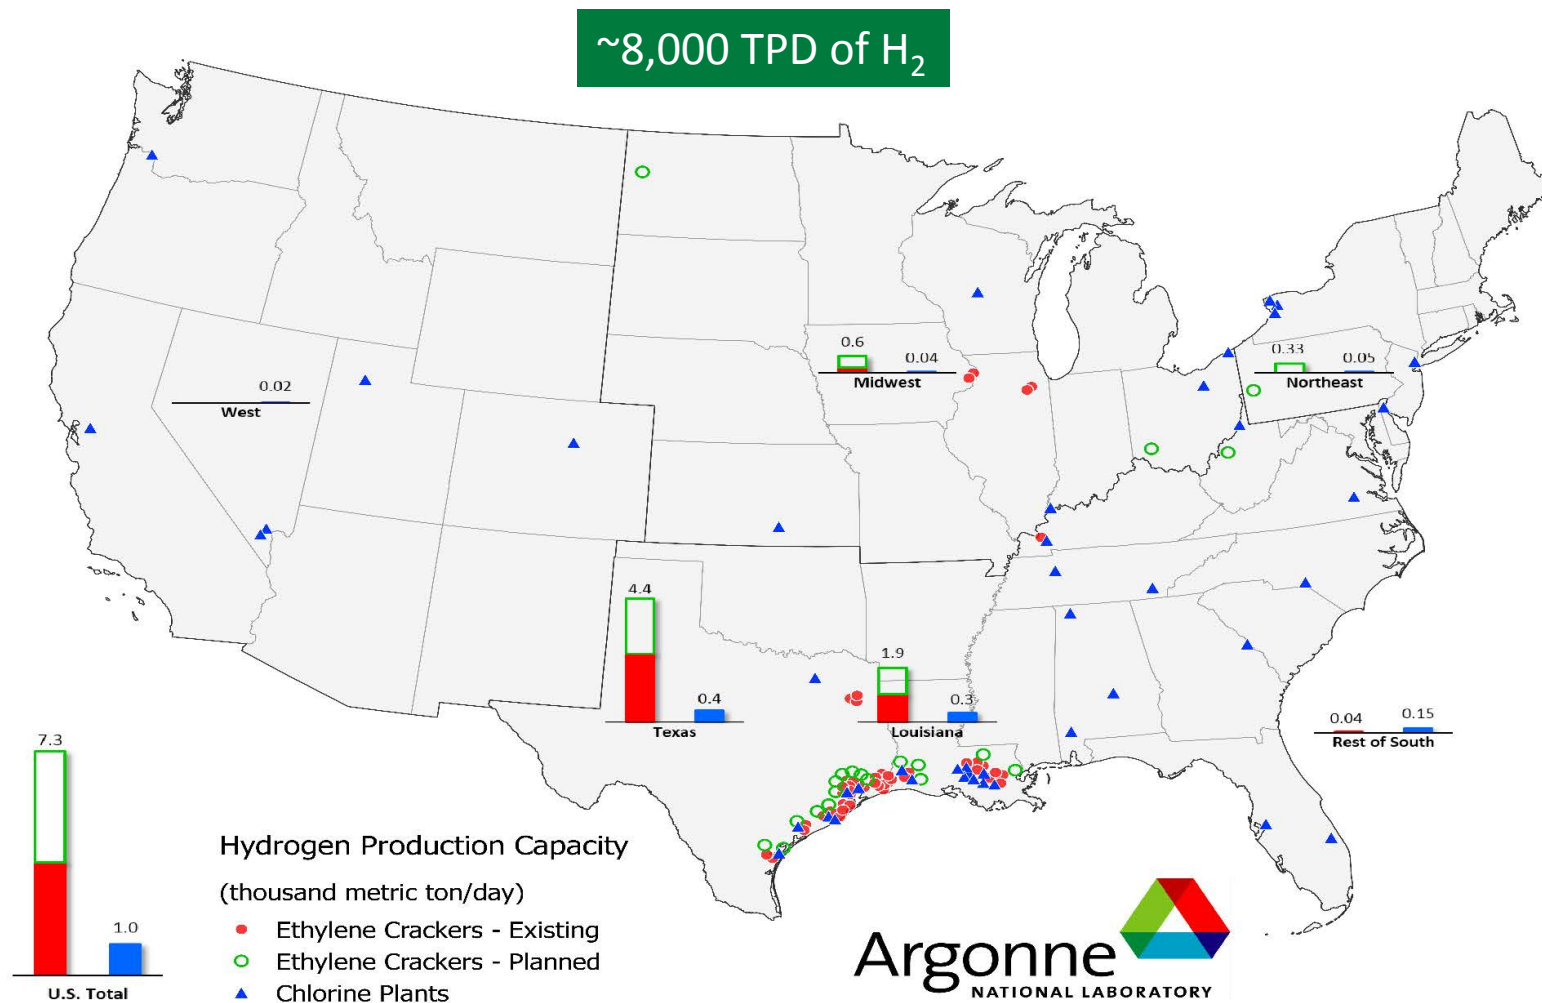 ~8,000 TPD of H₂
0.6
0.04
Midwest
0.33
0.05
Northeast
0.02
West
4.4
0.4
Texas
1.9
0.3
Louisiana
0.04
0.15
Rest of South
7.3
1.0
U.S. Total
Hydrogen Production Capacity
(thousand metric ton/day)
Ethylene Crackers - Existing
Ethylene Crackers - Planned
Chlorine Plants
Argonne
NATIONAL LABORATORY